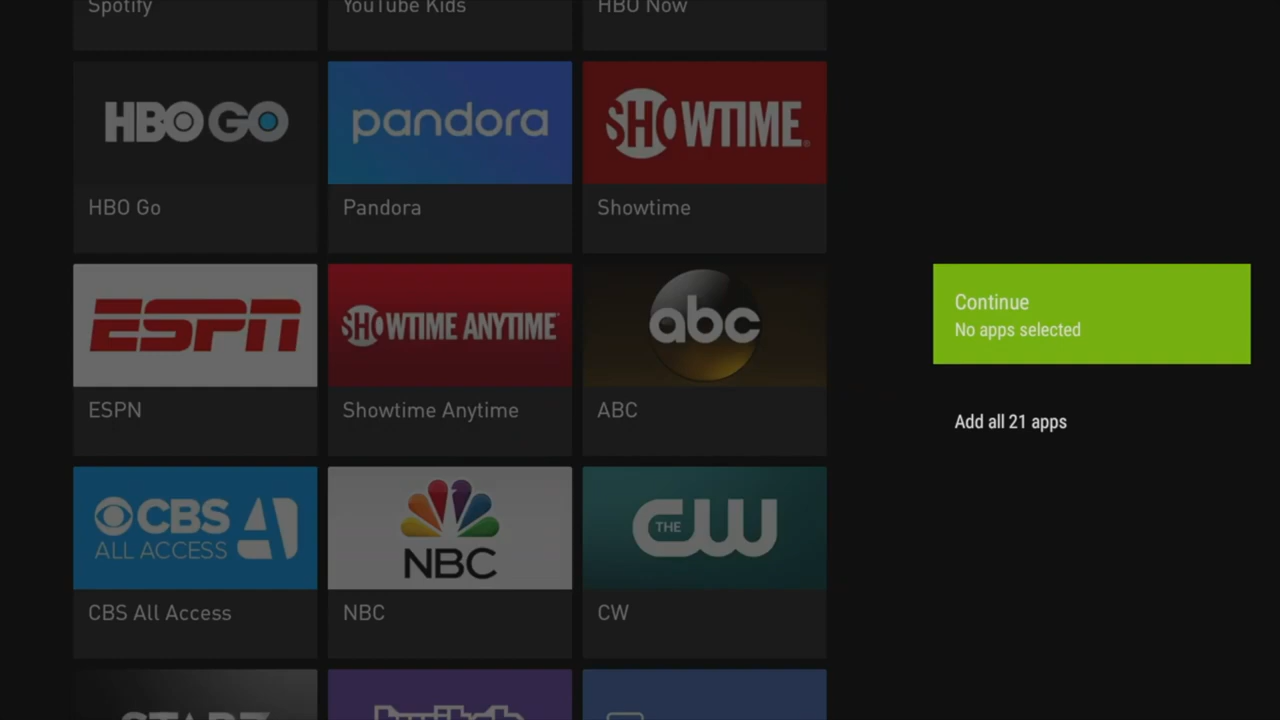 Spotify
YouTube Kids
HBO Now
HBO GO
pandora
SHOWTIME
HBO Go
Pandora
Showtime
ESPN
SHOWTIME ANYTIME
abc
Continue
No apps selected
ESPN
Showtime Anytime
ABC
Add all 21 apps
CBS
ALL ACCESS
NBC
THE CW
CBS All Access
NBC
CW
STARZ
twitch